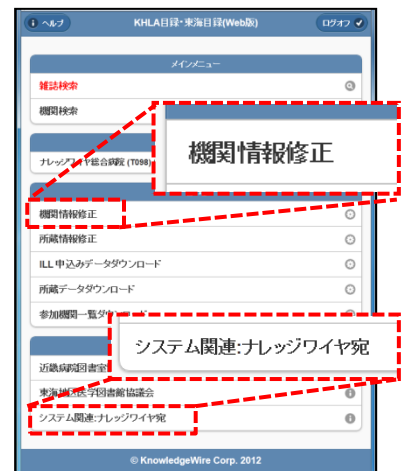 ヘルプ
KHLA目録・東海目録(Web版)
ログオフ
メインメニュー
雑誌検索
機関検索
ナレッジワイヤ総合病院 (T098)
機関情報修正
機関情報修正
所蔵情報修正
ILL申込みデータダウンロード
所蔵データダウンロード
参加機関一覧ダウンロード
システム関連:ナレッジワイヤ宛
近畿病院図書室
東海地区医学図書館協議会
システム関連:ナレッジワイヤ宛
© KnowledgeWire Corp. 2012